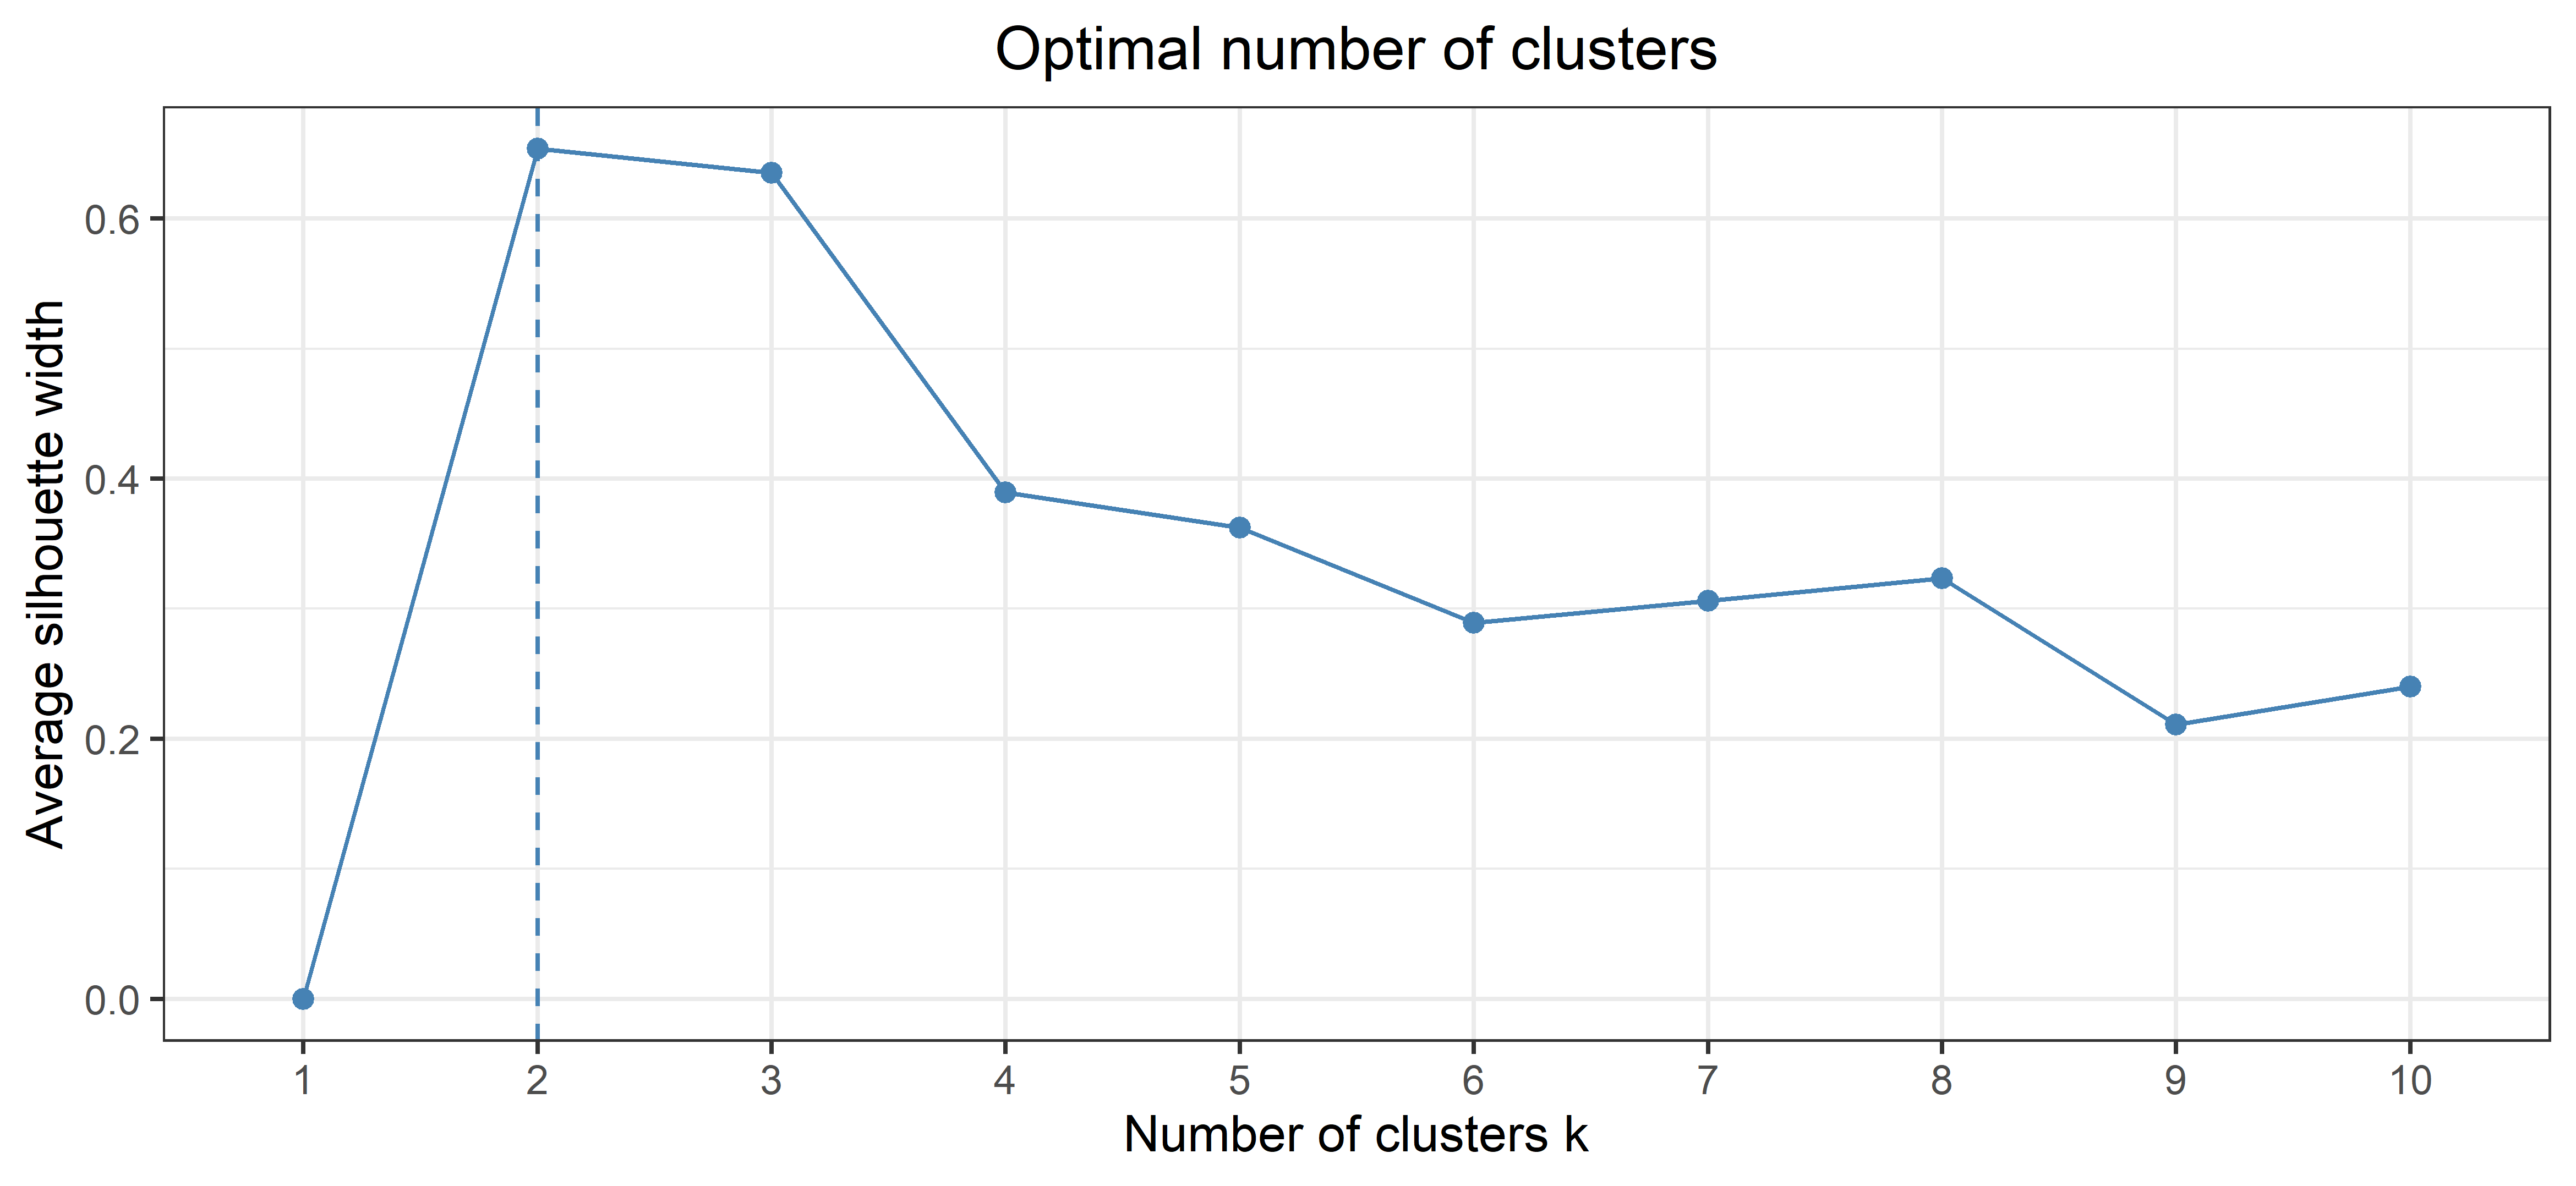 Optimal number of clusters
Average silhouette width
0.6
0.4
0.2
0.0
1 2 3 4 5 6 7 8 9 10
Number of clusters k